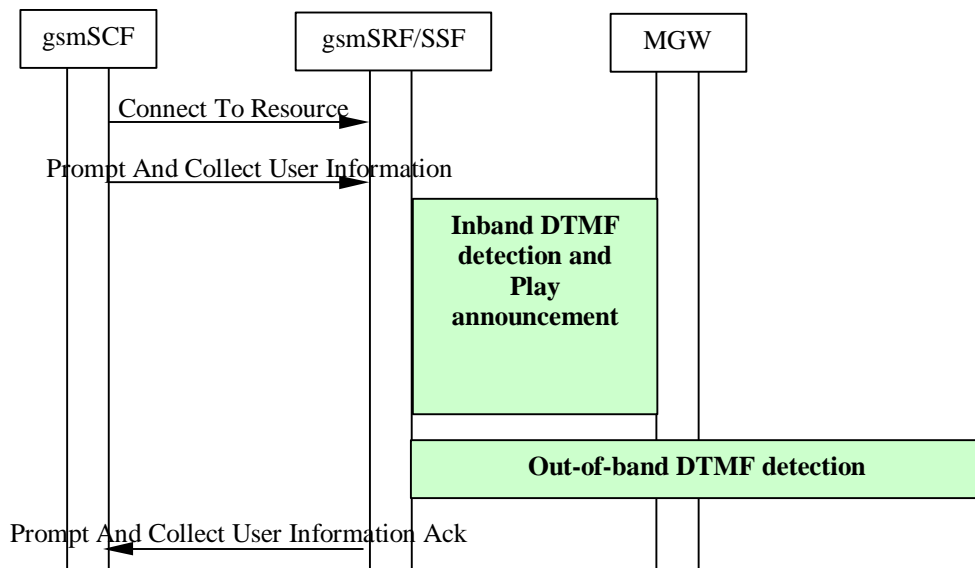 gsmSCF
gsmSRF/SSF
MGW
Connect To Resource
Prompt And Collect User Information
Inband DTMF
detection and
Play
announcement
Out-of-band DTMF detection
Prompt And Collect User Information Ack